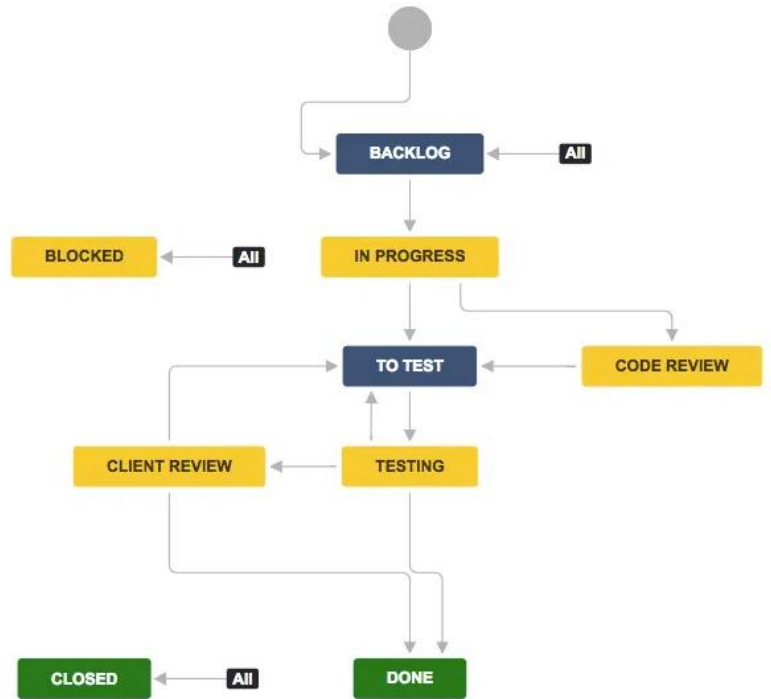 BACKLOG
All
BLOCKED
All
IN PROGRESS
TO TEST
CODE REVIEW
CLIENT REVIEW
TESTING
CLOSED
All
DONE